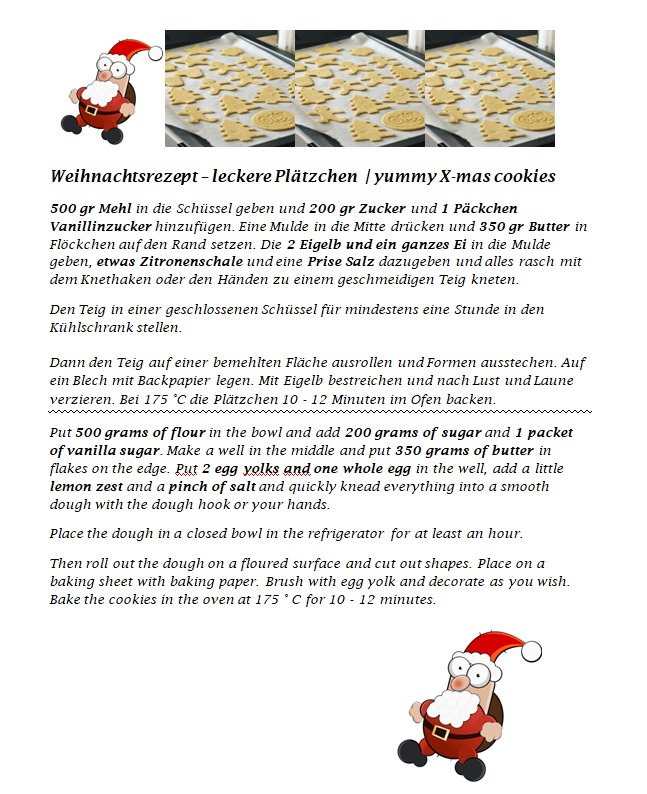 Weihnachtsrezept – leckere Plätzchen | yummy X-mas cookies
500 gr Mehl in die Schüssel geben und 200 gr Zucker und 1 Päckchen
Vanillinzucker hinzufügen. Eine Mulde in die Mitte drücken und 350 gr Butter in
Flöckchen auf den Rand setzen. Die 2 Eigelb und ein ganzes Ei in die Mulde
geben, etwas Zitronenschale und eine Prise Salz dazugeben und alles rasch mit
dem Knethaken oder den Händen zu einem geschmeidigen Teig kneten.
Den Teig in einer geschlossenen Schüssel für mindestens eine Stunde in den
Kühlschrank stellen.
Dann den Teig auf einer bemehlten Fläche ausrollen und Formen ausstechen. Auf
ein Blech mit Backpapier legen. Mit Eigelb bestreichen und nach Lust und Laune
verzieren. Bei 175 °C die Plätzchen 10 - 12 Minuten im Ofen backen.
Put 500 grams of flour in the bowl and add 200 grams of sugar and 1 packet
of vanilla sugar. Make a well in the middle and put 350 grams of butter in
flakes on the edge. Put 2 egg yolks and one whole egg in the well, add a little
lemon zest and a pinch of salt and quickly knead everything into a smooth
dough with the dough hook or your hands.
Place the dough in a closed bowl in the refrigerator for at least an hour.
Then roll out the dough on a floured surface and cut out shapes. Place on a
baking sheet with baking paper. Brush with egg yolk and decorate as you wish.
Bake the cookies in the oven at 175 ° C for 10 - 12 minutes.